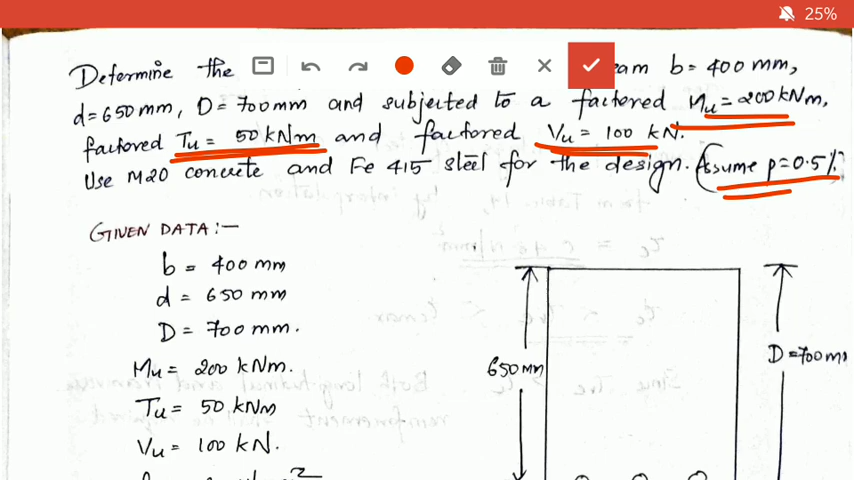 25%
Determine the
eam b = 400 mm,
d = 650 mm, D = 700 mm and subjected to a factored Mu = 200 kNm,
factored Tu = 50 kNm and factored Vu = 100 kN.
Use M20 concrete and Fe 415 steel for the design. (Assume p = 0.5%
GIVEN DATA :-
b = 400 mm
d = 650 mm
D = 700 mm.
Mu = 200 kNm.
Tu = 50 kNm
Vu = 100 kN.
650 mm
D = 700 m